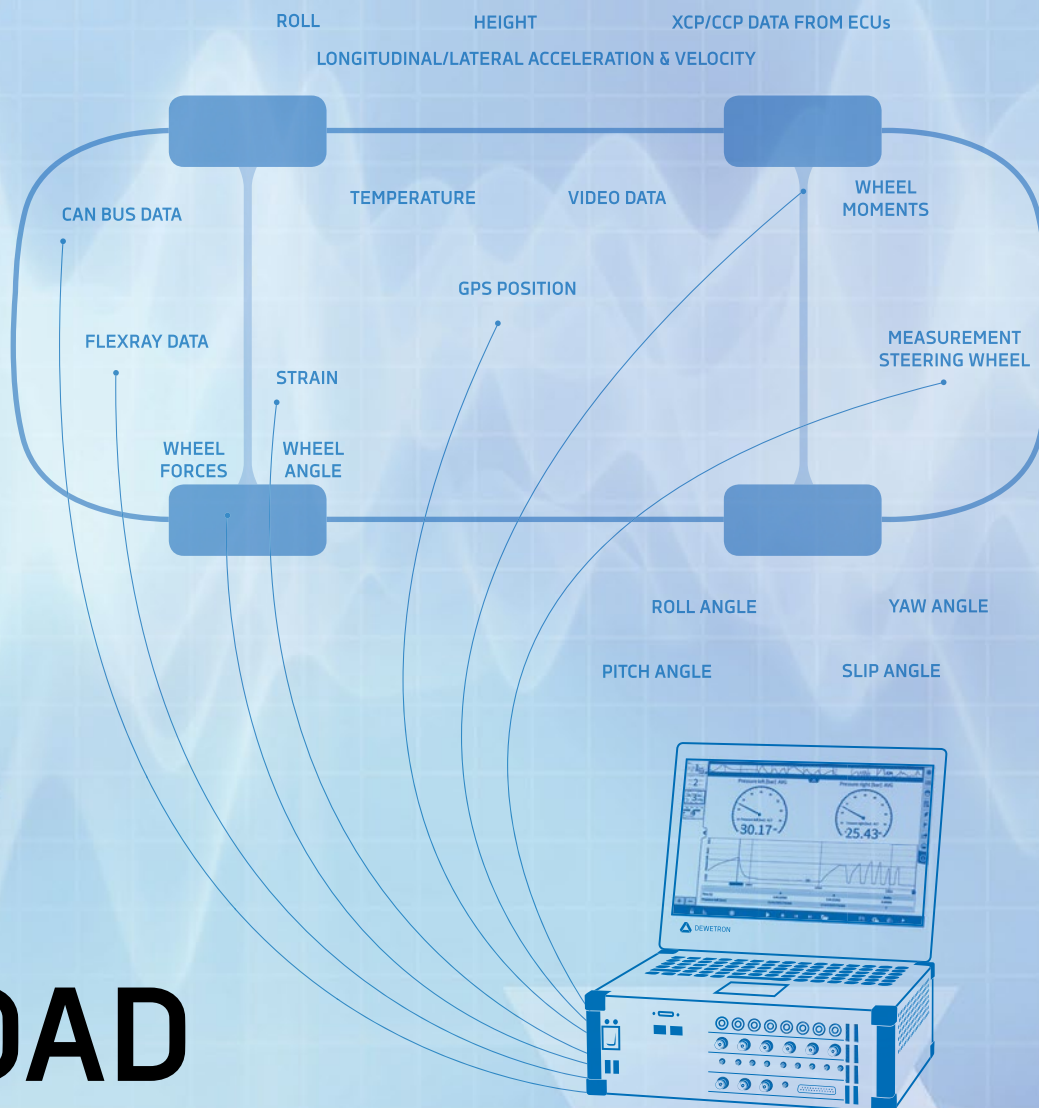 ROLL
HEIGHT
XCP/CCP DATA FROM ECUs
LONGITUDINAL/LATERAL ACCELERATION & VELOCITY
TEMPERATURE
VIDEO DATA
WHEEL
MOMENTS
CAN BUS DATA
GPS POSITION
FLEXRAY DATA
MEASUREMENT
STEERING WHEEL
STRAIN
WHEEL
FORCES
WHEEL
ANGLE
ROLL ANGLE
YAW ANGLE
PITCH ANGLE
SLIP ANGLE
30.17
25.43
DEWETRON
OAD